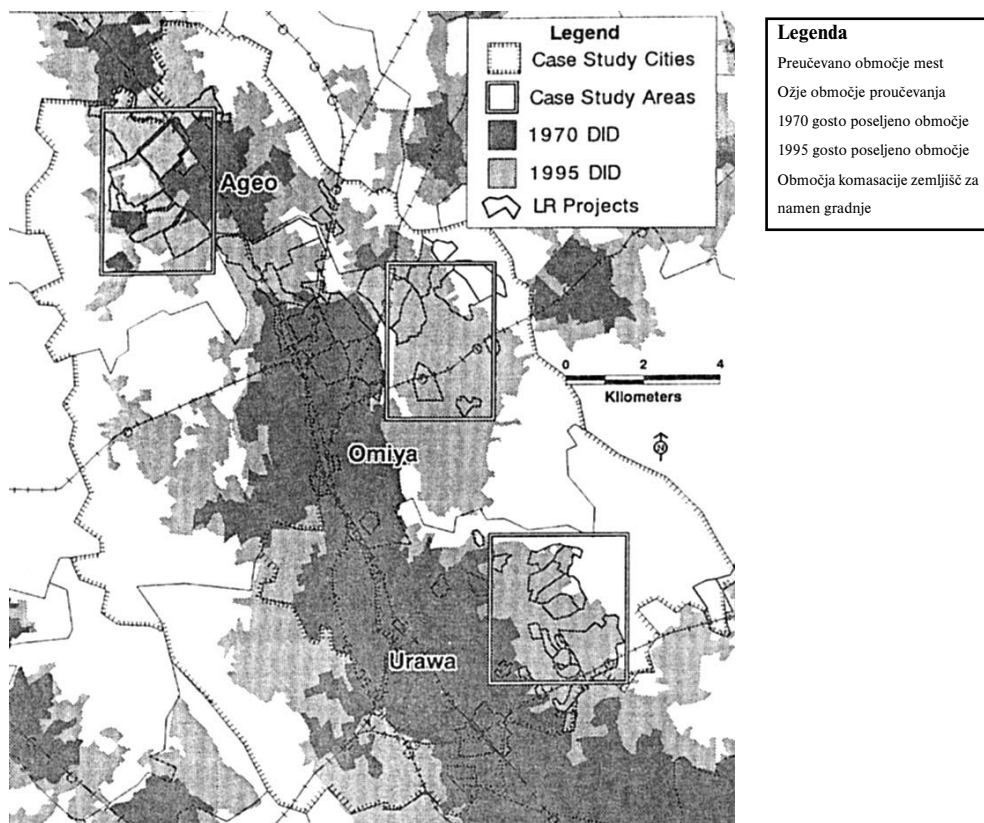 Legend
Case Study Cities
Case Study Areas
1970 DID
1995 DID
LR Projects
Ageo
0 2 4
Kilometers
N
Omiya
Urawa
Legenda
Preučevano območje mest
Ožje območje proučevanja
1970 gosto poseljeno območje
1995 gosto poseljeno območje
Območja komasacije zemljišč za
namen gradnje